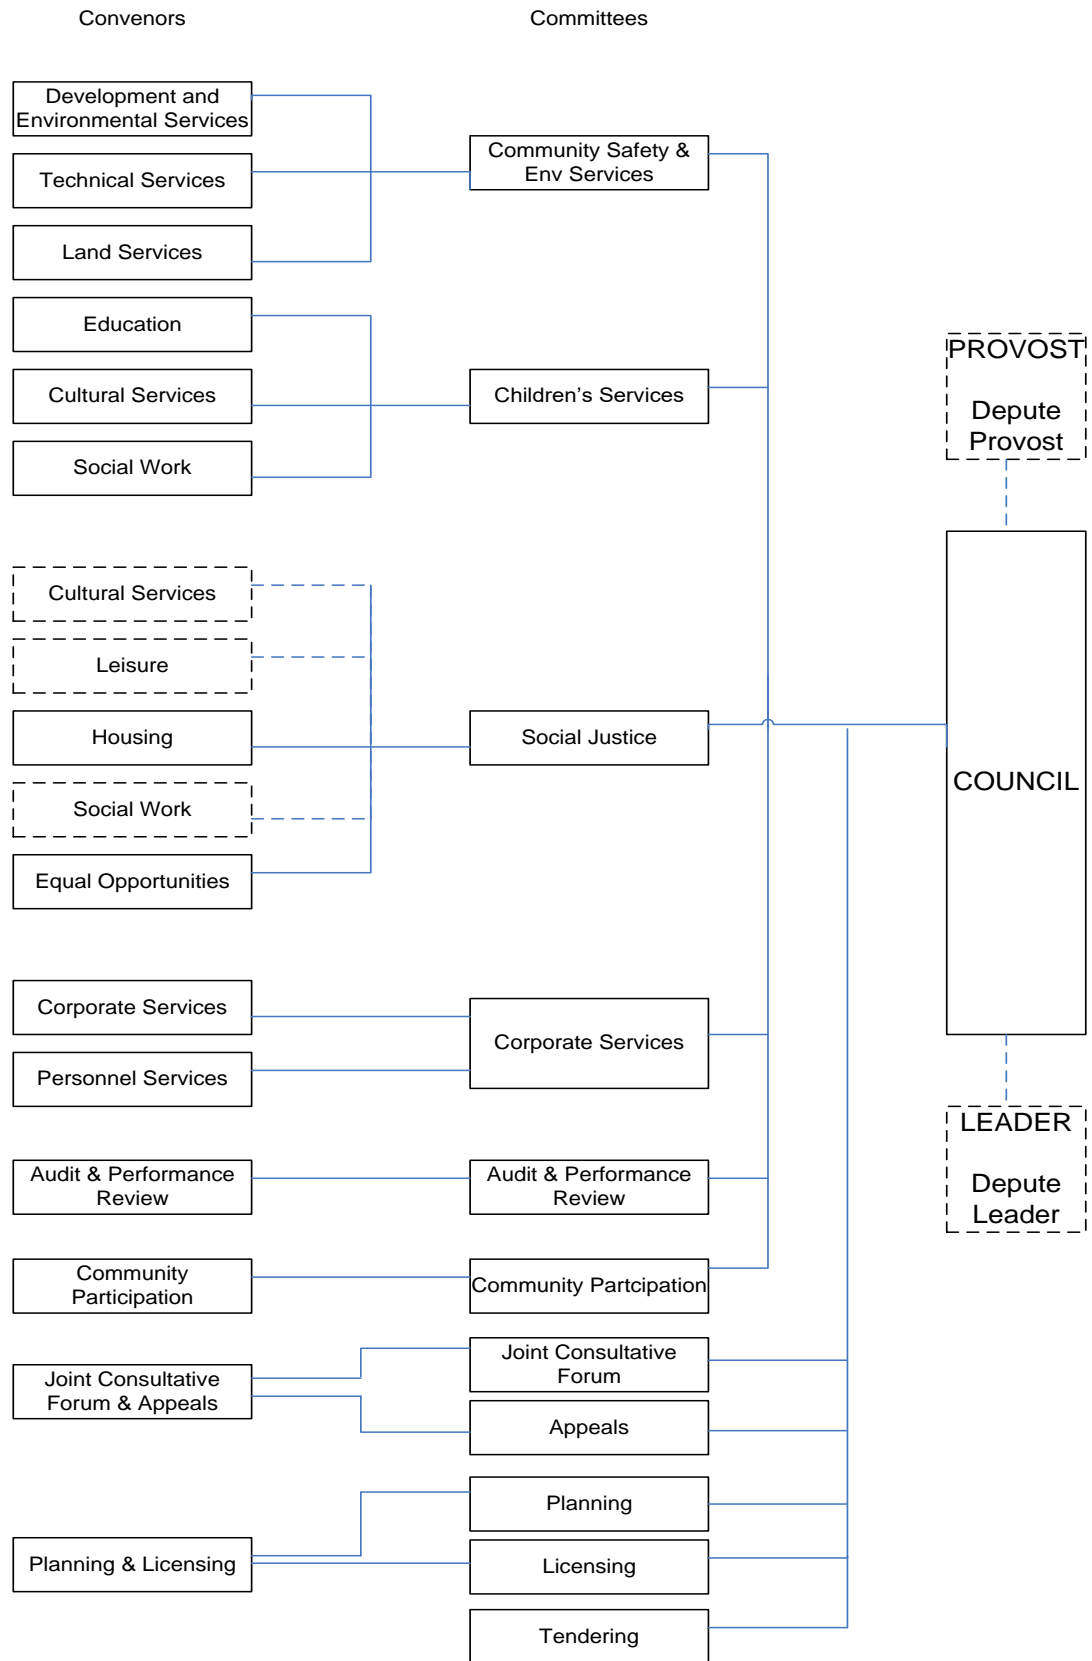 Convenors
Committees
Development and
Environmental Services
Technical Services
Land Services
Education
Cultural Services
Social Work
Cultural Services
Leisure
Housing
Social Work
Equal Opportunities
Corporate Services
Personnel Services
Audit & Performance
Review
Community
Participation
Joint Consultative
Forum & Appeals
Planning & Licensing
Community Safety &
Env Services
Children's Services
Social Justice
Corporate Services
Audit & Performance
Review
Community Partcipation
Joint Consultative
Forum
Appeals
Planning
Licensing
Tendering
PROVOST
Depute
Provost
COUNCIL
LEADER
Depute
Leader